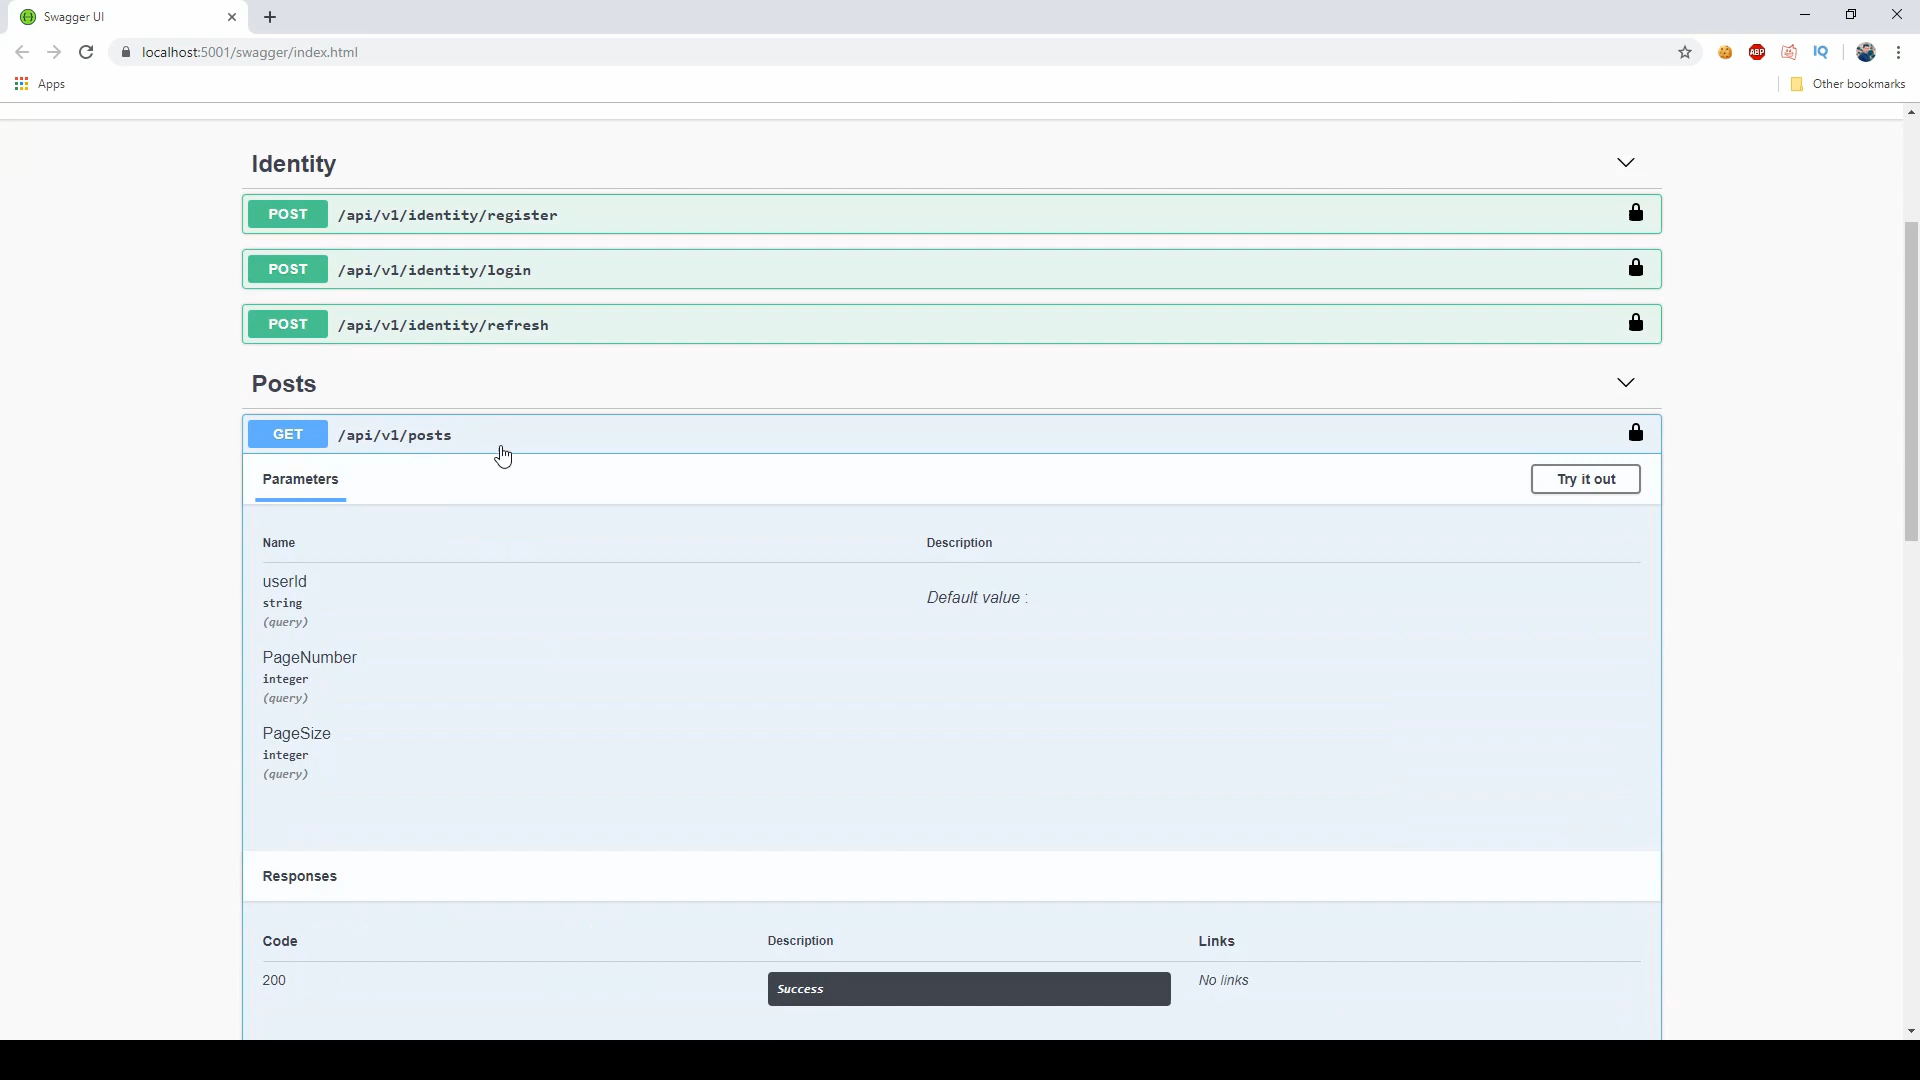 Swagger UI
localhost:5001/swagger/index.html
ABP
IQ
Apps
Other bookmarks
Identity
POST /api/v1/identity/register
POST /api/v1/identity/login
POST /api/v1/identity/refresh
Posts
GET /api/v1/posts
Parameters
Try it out
Name Description
userId
string
(query)
Default value :
PageNumber
integer
(query)
PageSize
integer
(query)
Responses
Code Description Links
200 Success No links